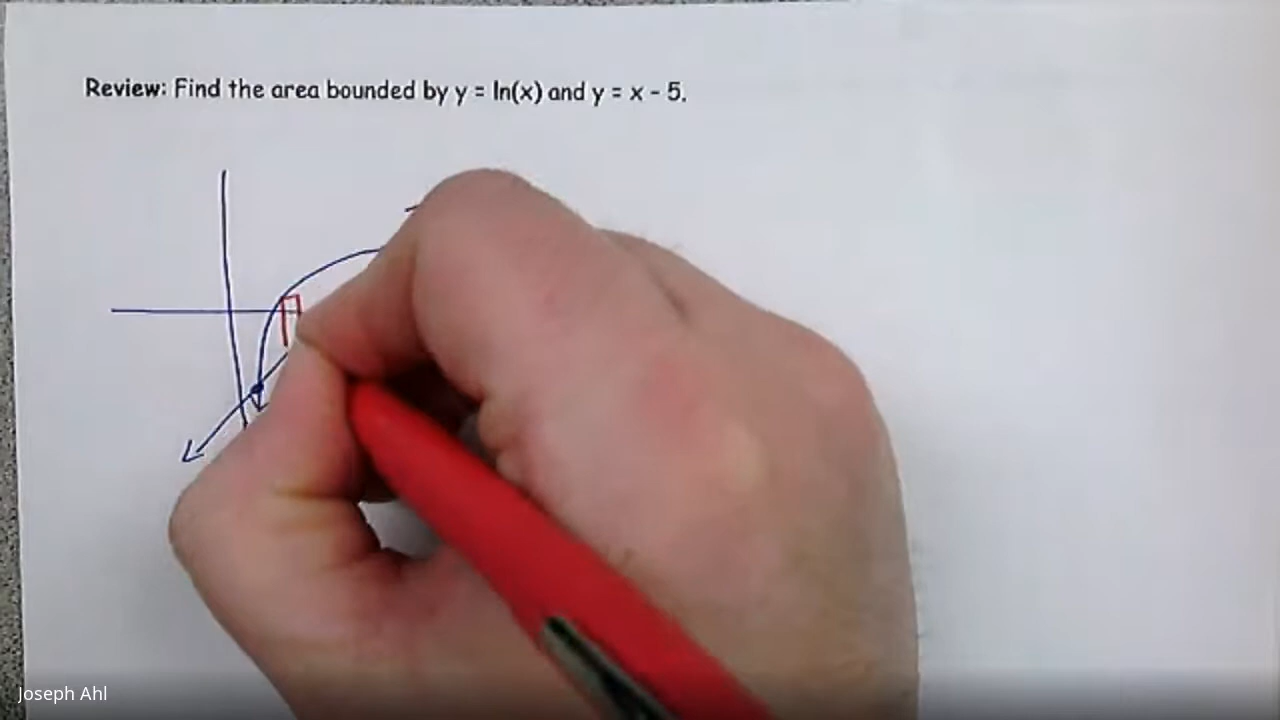 Review: Find the area bounded by y = ln(x) and y = x - 5.
Joseph Ahl